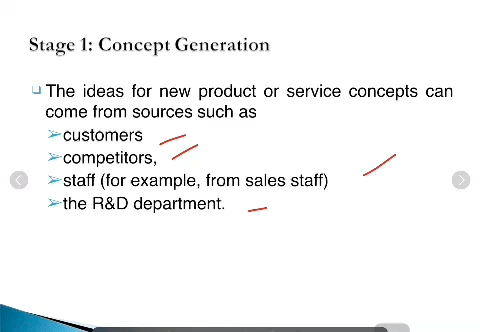 Stage 1: Concept Generation
The ideas for new product or service concepts can
come from sources such as
customers
competitors,
staff (for example, from sales staff)
the R&D department.